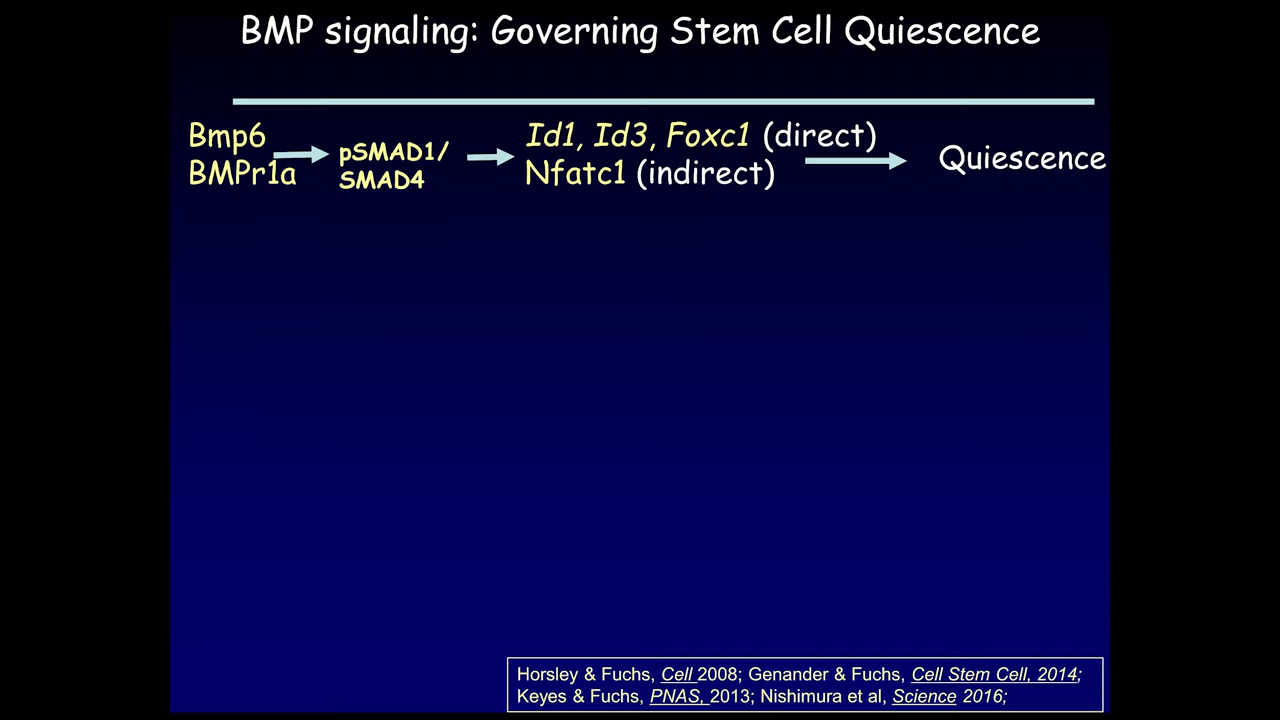 BMP signaling: Governing Stem Cell Quiescence
Bmp6
BMPr1a
pSMAD1/
SMAD4
Id1, Id3, Foxc1 (direct)
Nfatc1 (indirect)
Quiescence
Horsley & Fuchs, Cell 2008; Genander & Fuchs, Cell Stem Cell, 2014;
Keyes & Fuchs, PNAS, 2013; Nishimura et al, Science 2016;